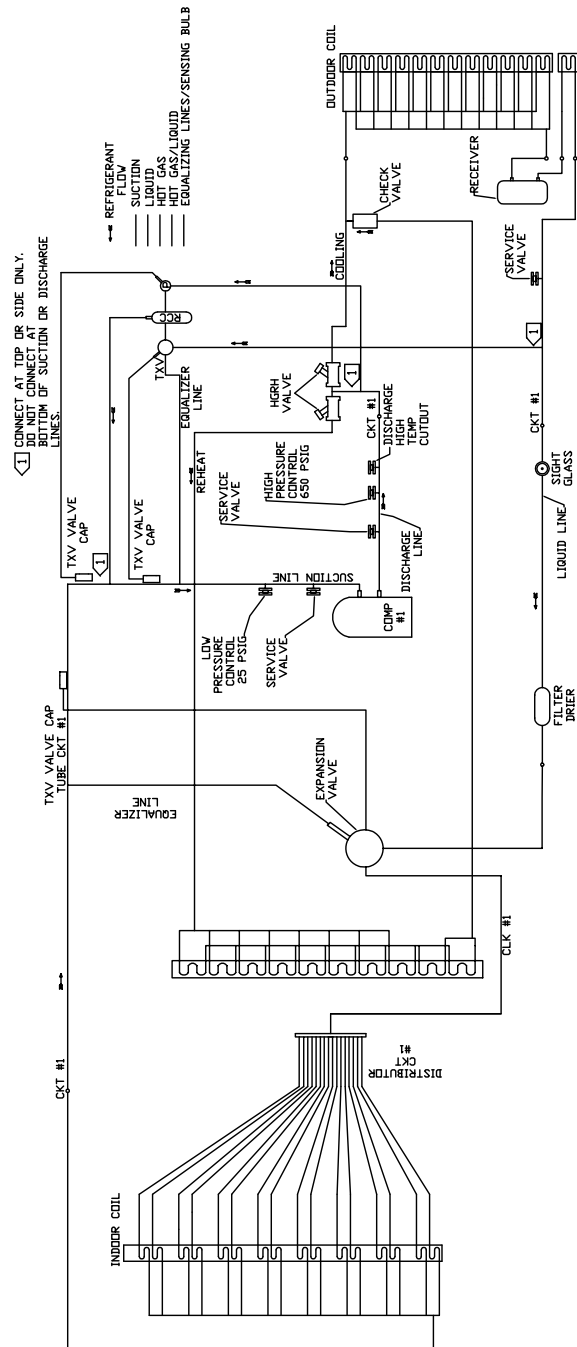 1 CONNECT AT TOP OR SIDE ONLY.
DO NOT CONNECT AT
BOTTOM OF SUCTION OR DISCHARGE
LINES.
REFRIGERANT
FLOW
SUCTION
LIQUID
HOT GAS
HOT GAS/LIQUID
EQUALIZING LINES/SENSING BULB
INDOOR COIL
CKT #1
DISTRIBUTOR
CKT
#1
CLK #1
EQUALIZER
LINE
TXV VALVE CAP
TUBE CKT #1
EXPANSION
VALVE
FILTER
DRIER
LOW
PRESSURE
CONTROL
25 PSIG
SERVICE
VALVE
SUCTION LINE
COMP
#1
TXV VALVE
CAP
1
TXV VALVE
CAP
REHEAT
SERVICE
VALVE
HIGH
PRESSURE
CONTROL
650 PSIG
DISCHARGE
LINE
CKT #1
DISCHARGE
HIGH
TEMP
CUTOUT
EQUALIZER
LINE
TXV
RCC
HGRH
VALVE
1
LIQUID LINE
SIGHT
GLASS
CKT #1
1
COOLING
CHECK
VALVE
SERVICE
VALVE
RECEIVER
OUTDOOR COIL